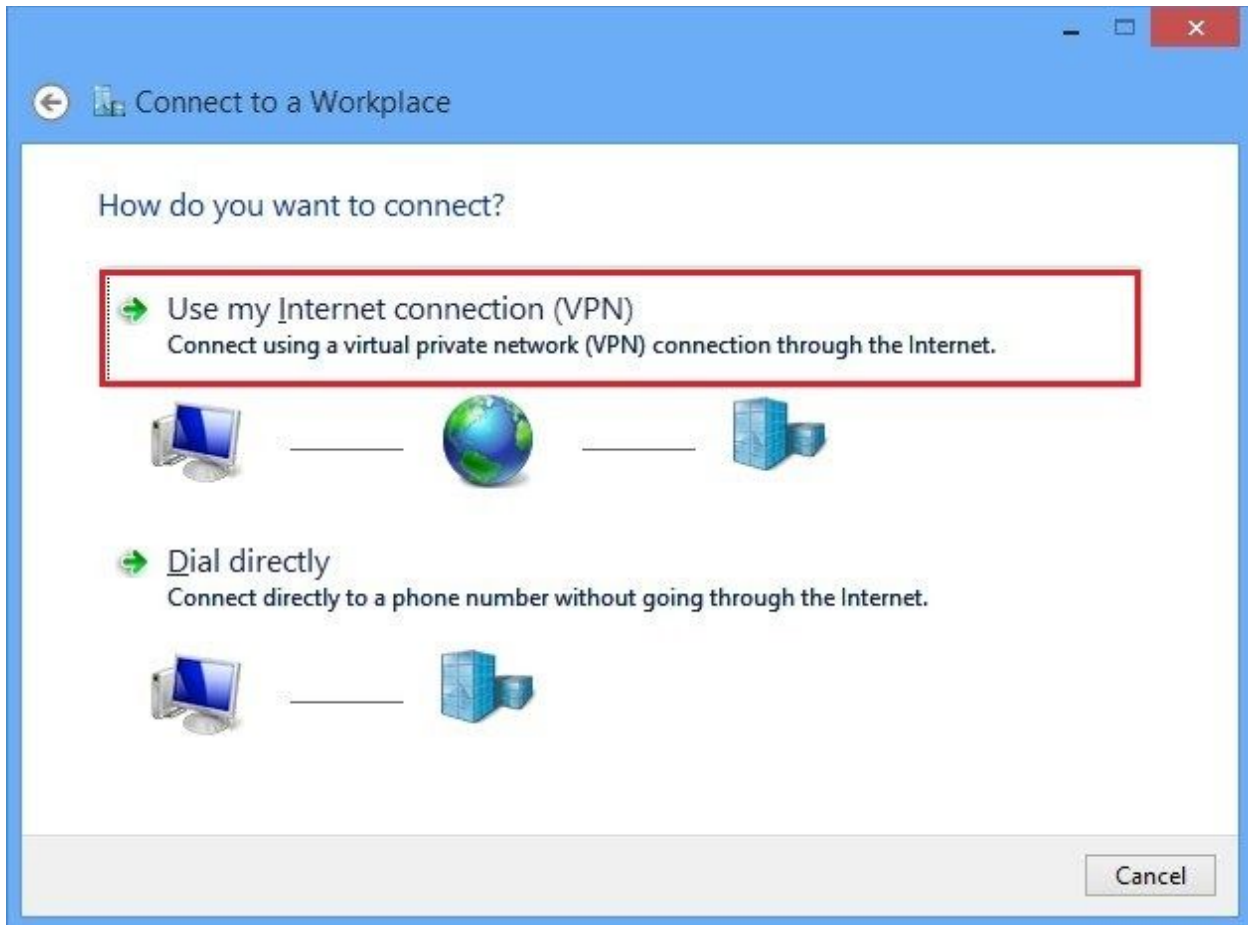 Connect to a Workplace
How do you want to connect?
Use my Internet connection (VPN)
Connect using a virtual private network (VPN) connection through the Internet.
Dial directly
Connect directly to a phone number without going through the Internet.
Cancel